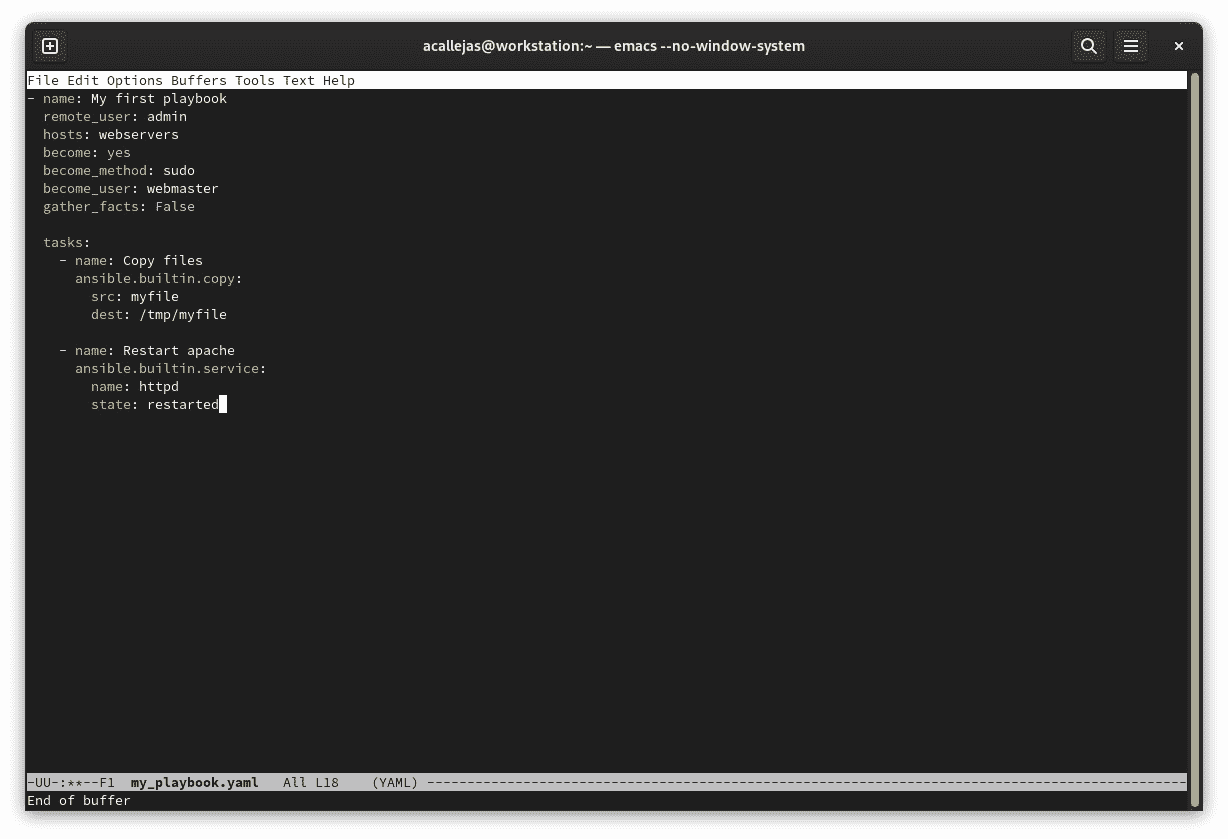 acallejas@workstation:~ — emacs --no-window-system
File Edit Options Buffers Tools Text Help
- name: My first playbook
  remote_user: admin
  hosts: webservers
  become: yes
  become_method: sudo
  become_user: webmaster
  gather_facts: False

  tasks:
    - name: Copy files
      ansible.builtin.copy:
        src: myfile
        dest: /tmp/myfile

    - name: Restart apache
      ansible.builtin.service:
        name: httpd
        state: restarted
-UU-:**--F1  my_playbook.yaml   All L18    (YAML) -----------------------------------------------------------------------------------------------
End of buffer